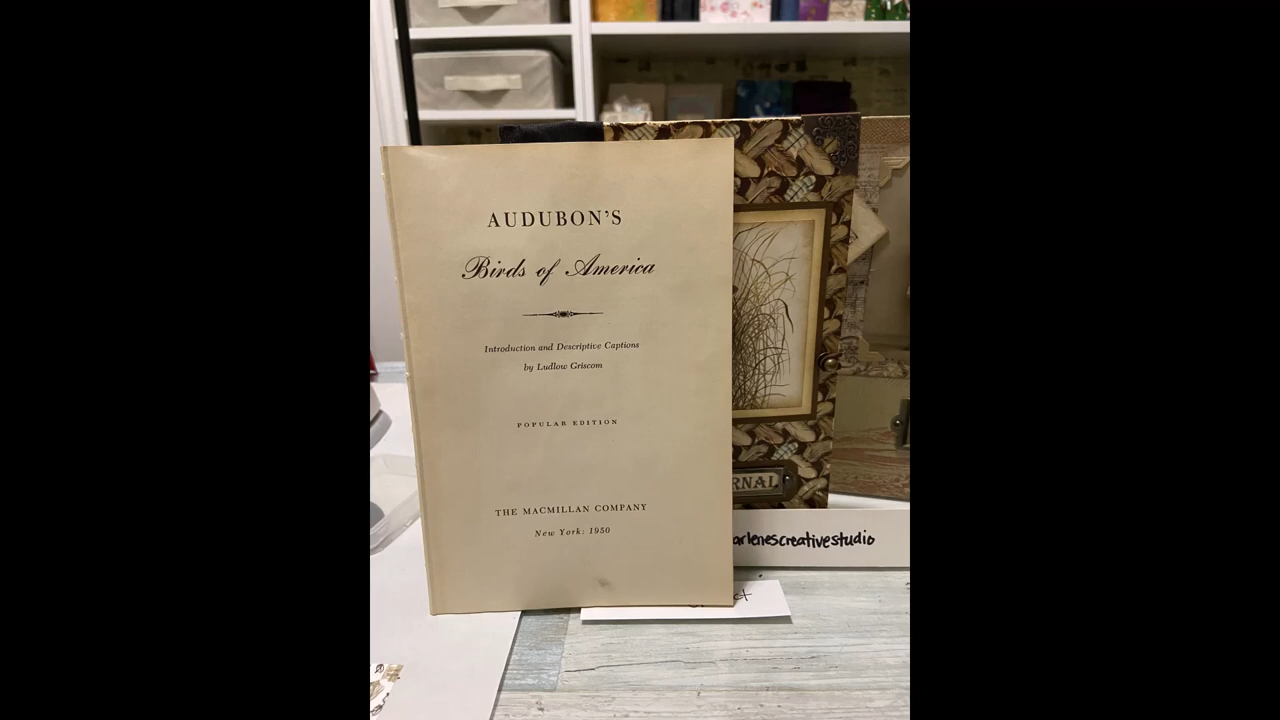 AUDUBON'S
Birds of America
Introduction and Descriptive Captions
by Ludlow Griscom
POPULAR EDITION
THE MACMILLAN COMPANY
New York: 1950
RNAL
arlenescreativestudio